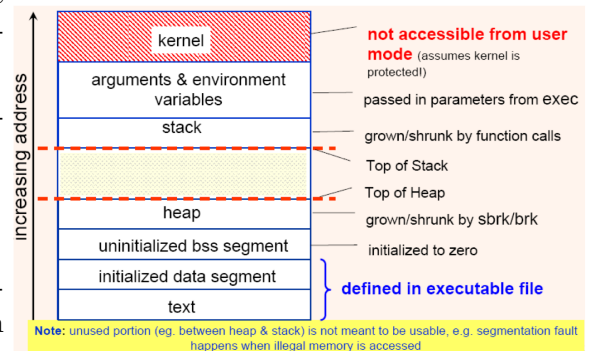 kernel
not accessible from user
mode (assumes kernel is
protected!)
arguments & environment
variables
passed in parameters from exec
stack
grown/shrunk by function calls
Top of Stack
Top of Heap
heap
grown/shrunk by sbrk/brk
uninitialized bss segment
initialized to zero
initialized data segment
defined in executable file
text
increasing address
Note: unused portion (eg. between heap & stack) is not meant to be usable, e.g. segmentation fault
happens when illegal memory is accessed